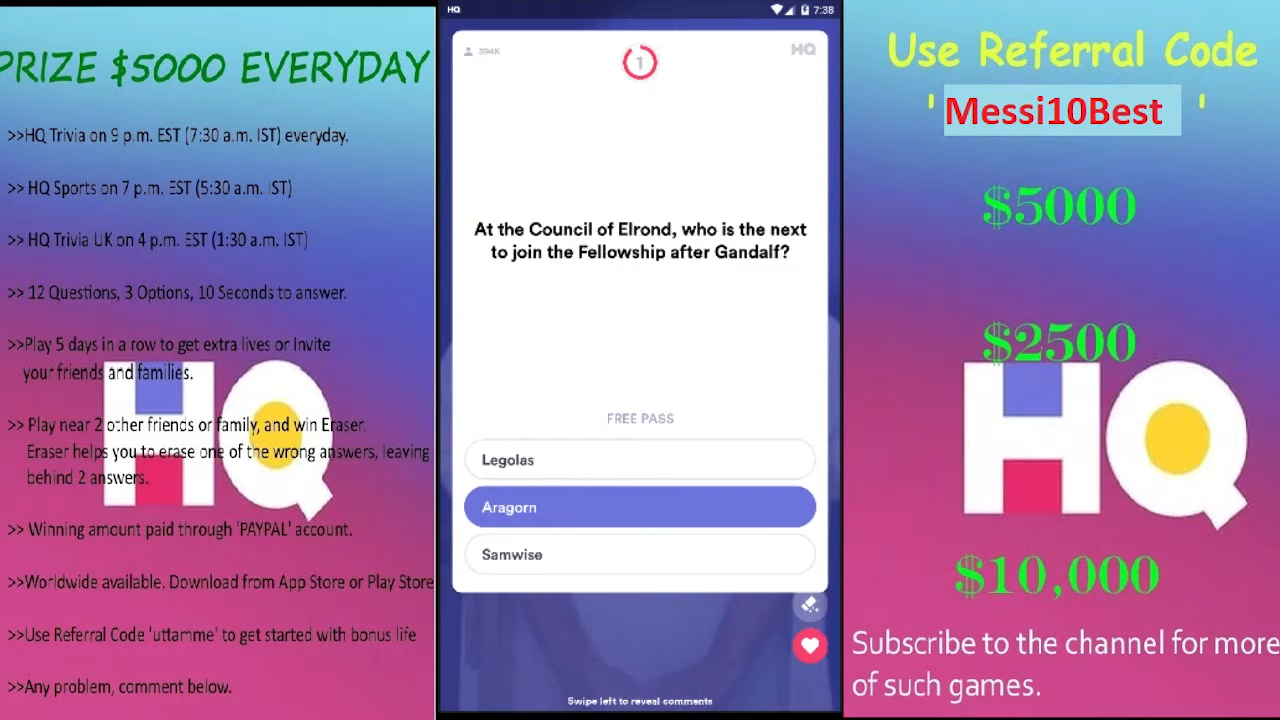 PRIZE $5000 EVERYDAY
>>HQ Trivia on 9 p.m. EST (7:30 a.m. IST) everyday.
>> HQ Sports on 7 p.m. EST (5:30 a.m. IST)
>> HQ Trivia UK on 4 p.m. EST (1:30 a.m. IST)
>> 12 Questions, 3 Options, 10 Seconds to answer.
>>Play 5 days in a row to get extra lives or Invite
your friends and families.
>> Play near 2 other friends or family, and win Eraser.
Eraser helps you to erase one of the wrong answers, leaving
behind 2 answers.
>> Winning amount paid through 'PAYPAL' account.
>>Worldwide available. Download from App Store or Play Store
>>Use Referral Code 'uttamme' to get started with bonus life
>>Any problem, comment below.
HQ
HQ 7:38
394K 1 HQ
At the Council of Elrond, who is the next
to join the Fellowship after Gandalf?
FREE PASS
Legolas
Aragorn
Samwise
Swipe left to reveal comments
Use Referral Code
' Messi10Best '
$5000
$2500
HQ
$10,000
Subscribe to the channel for more
of such games.